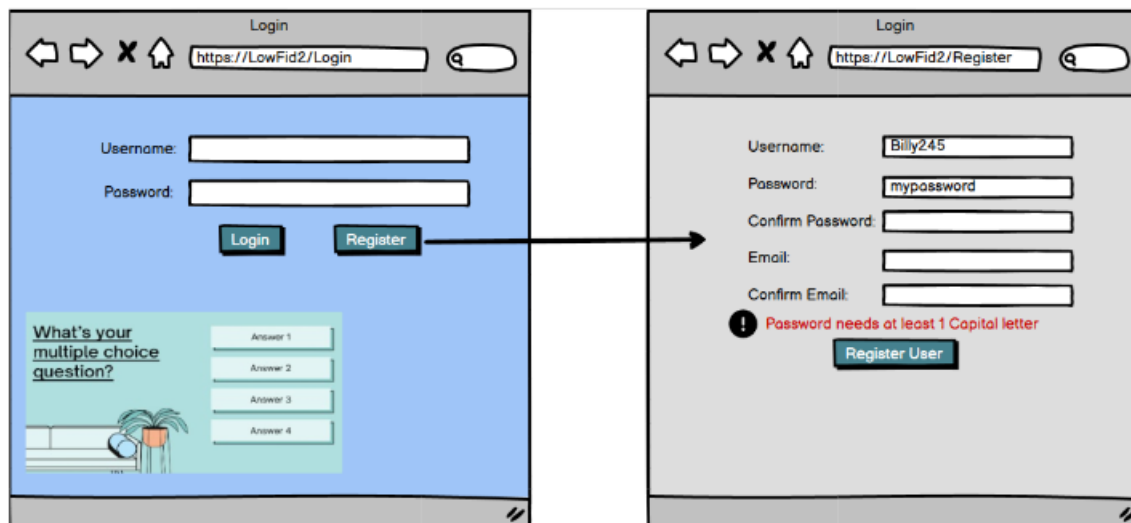 Login
https://LowFid2/Login
Username:
Password:
Login
Register
What's your
multiple choice
question?
Answer 1
Answer 2
Answer 3
Answer 4
Login
https://LowFid2/Register
Username:
Billy245
Password:
mypassword
Confirm Password:
Email:
Confirm Email:
! Password needs at least 1 Capital letter
Register User